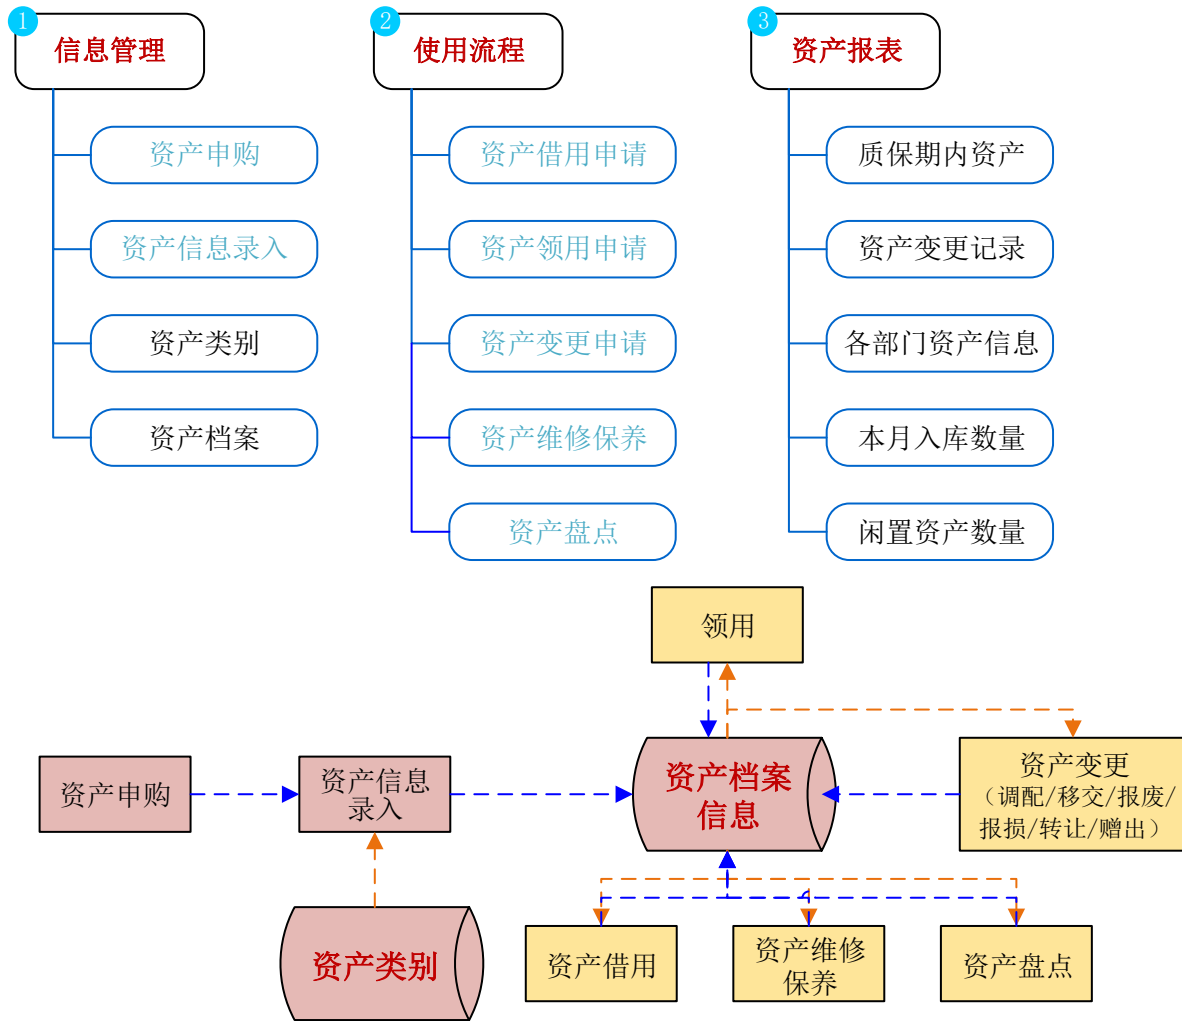 1
信息管理
资产申购
资产信息录入
资产类别
资产档案
2
使用流程
资产借用申请
资产领用申请
资产变更申请
资产维修保养
资产盘点
3
资产报表
质保期内资产
资产变更记录
各部门资产信息
本月入库数量
闲置资产数量
领用
资产申购
资产信息
录入
资产档案
信息
资产变更
（调配/移交/报废/
报损/转让/赠出）
资产类别
资产借用
资产维修
保养
资产盘点